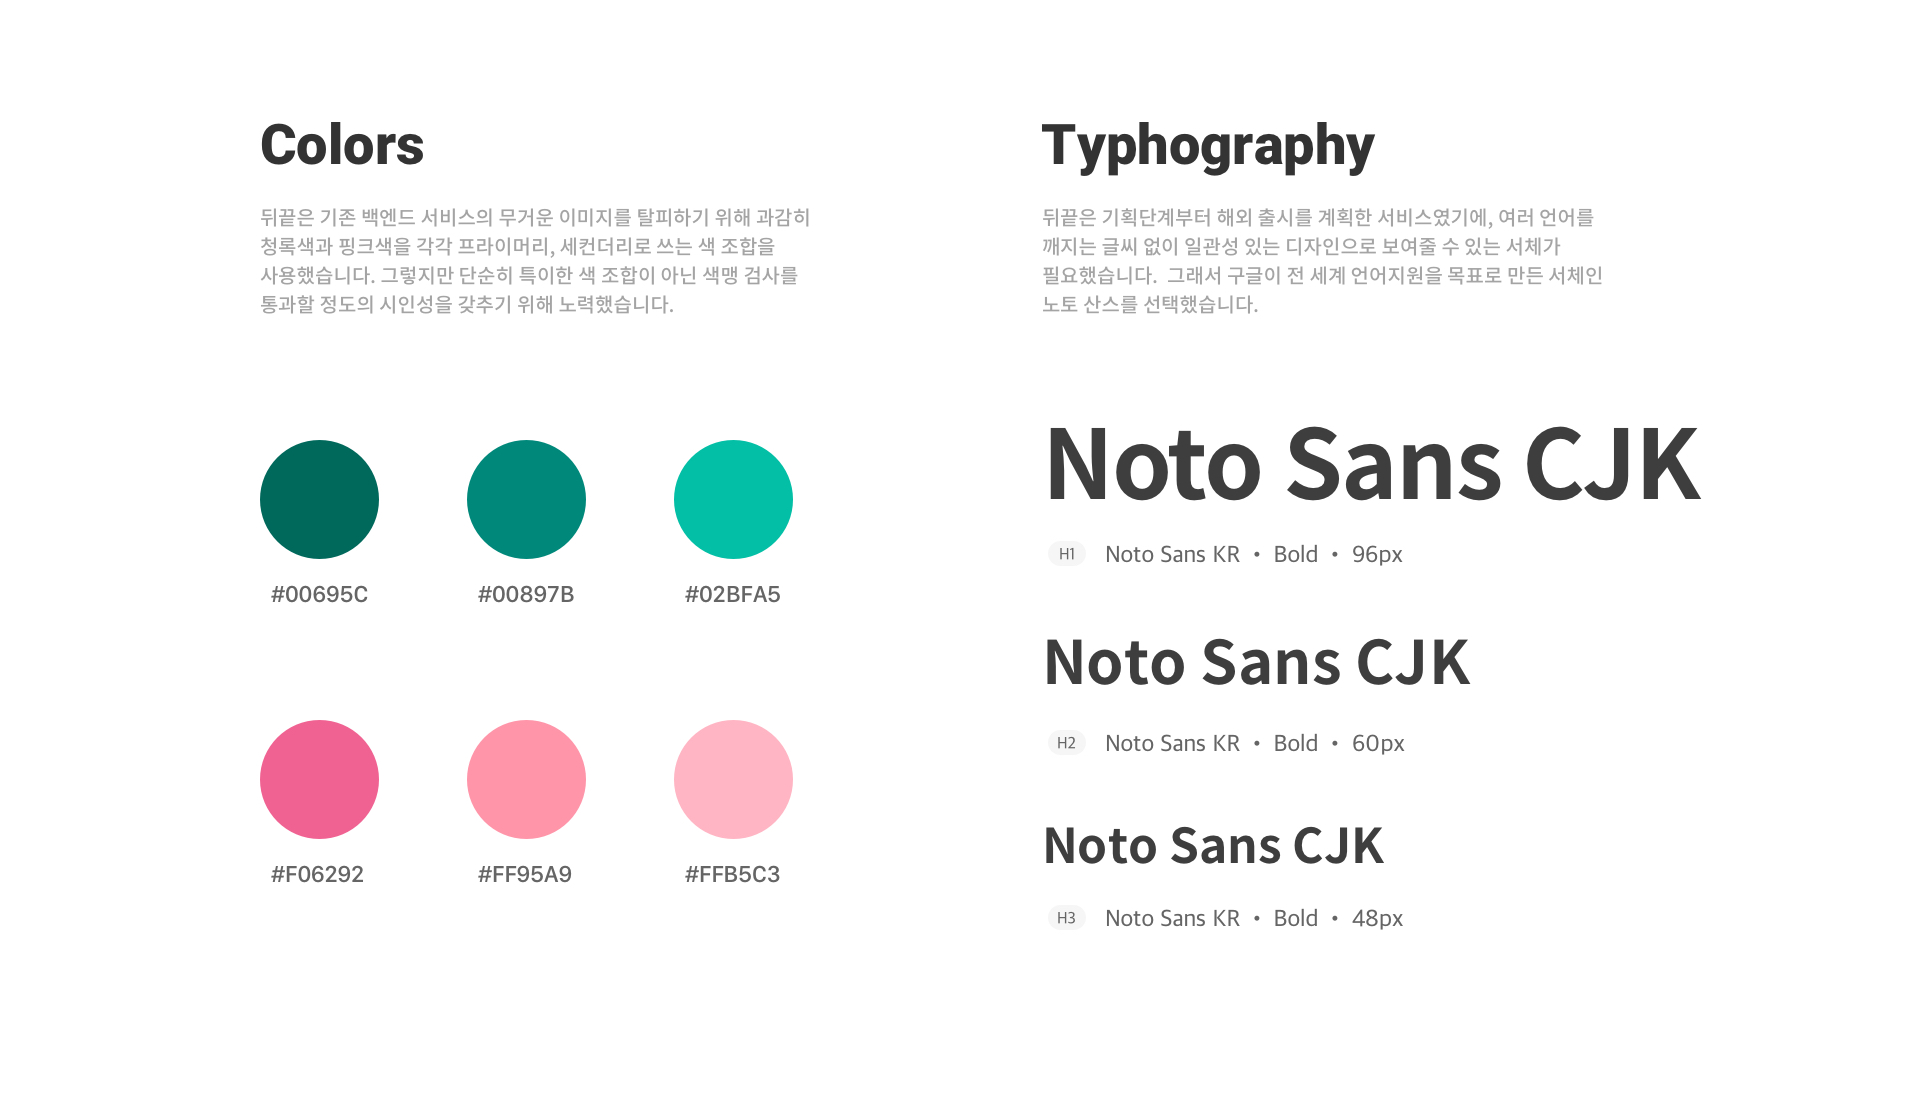 Colors
뒤끝은 기존 백엔드 서비스의 무거운 이미지를 탈피하기 위해 과감히
청록색과 핑크색을 각각 프라이머리, 세컨더리로 쓰는 색 조합을
사용했습니다. 그렇지만 단순히 특이한 색 조합이 아닌 색맹 검사를
통과할 정도의 시인성을 갖추기 위해 노력했습니다.
#00695C
#00897B
#02BFA5
#F06292
#FF95A9
#FFB5C3
Typhography
뒤끝은 기획단계부터 해외 출시를 계획한 서비스였기에, 여러 언어를
깨지는 글씨 없이 일관성 있는 디자인으로 보여줄 수 있는 서체가
필요했습니다.  그래서 구글이 전 세계 언어지원을 목표로 만든 서체인
노토 산스를 선택했습니다.
Noto Sans CJK
H1 Noto Sans KR • Bold • 96px
Noto Sans CJK
H2 Noto Sans KR • Bold • 60px
Noto Sans CJK
H3 Noto Sans KR • Bold • 48px